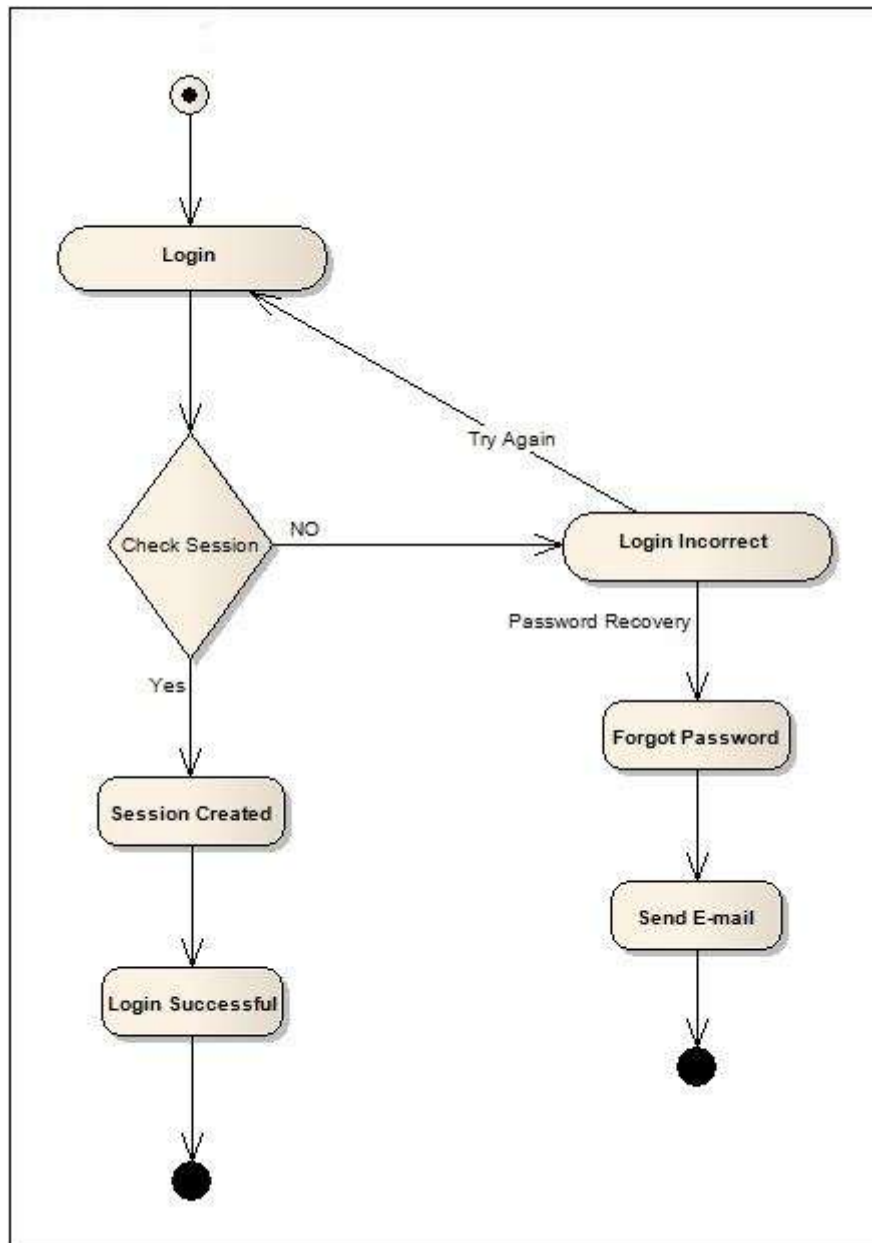 Login
Try Again
Check Session
NO
Login Incorrect
Password Recovery
Yes
Forgot Password
Session Created
Send E-mail
Login Successful